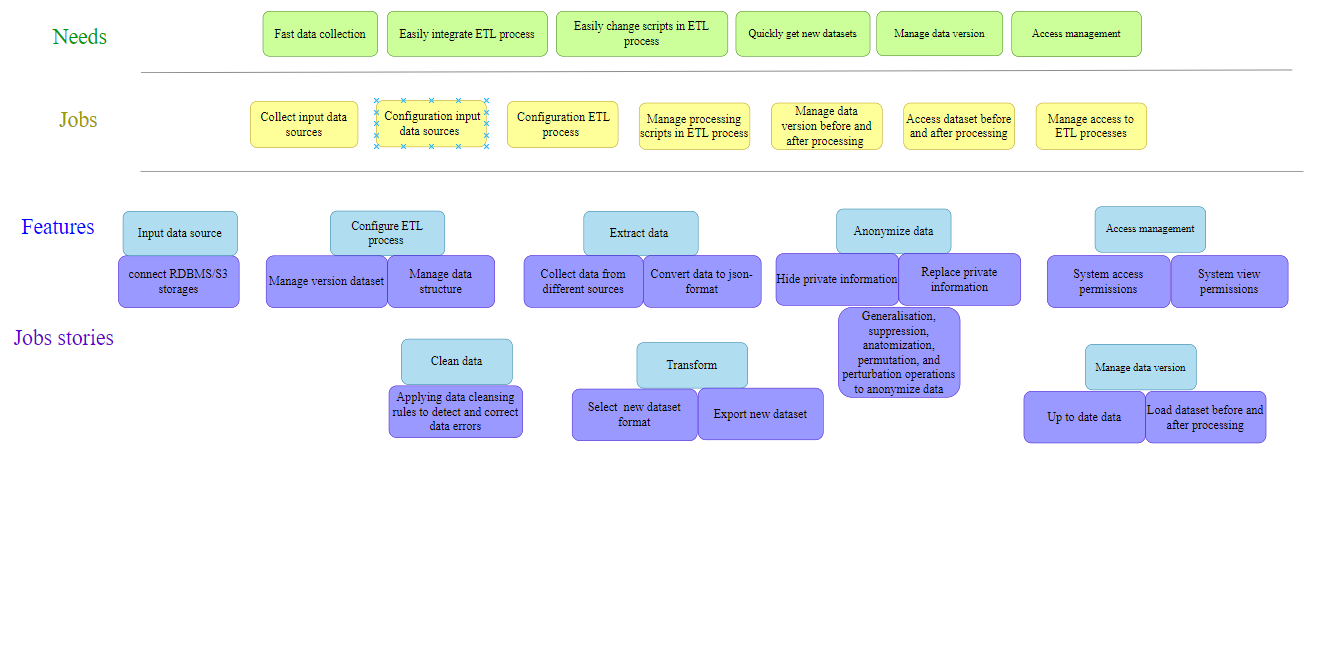 Needs
Fast data collection
Easily integrate ETL process
Easily change scripts in ETL
process
Quickly get new datasets
Manage data version
Access management
Jobs
Collect input data
sources
Configuration input
data sources
Configuration ETL
process
Manage processing
scripts in ETL process
Manage data
version before and
after processing
Access dataset before
and after processing
Manage access to
ETL processes
Features
Input data source
Configure ETL
process
Extract data
Anonymize data
Access management
connect RDBMS/S3
storages
Manage version dataset
Manage data
structure
Collect data from
different sources
Convert data to json-
format
Hide private information
Replace private
information
System access
permissions
System view
permissions
Jobs stories
Generalisation,
suppression,
anatomization,
permutation, and
perturbation operations
to anonymize data
Clean data
Transform
Manage data version
Applying data cleansing
rules to detect and correct
data errors
Select  new dataset
format
Export new dataset
Up to date data
Load dataset before and
after processing